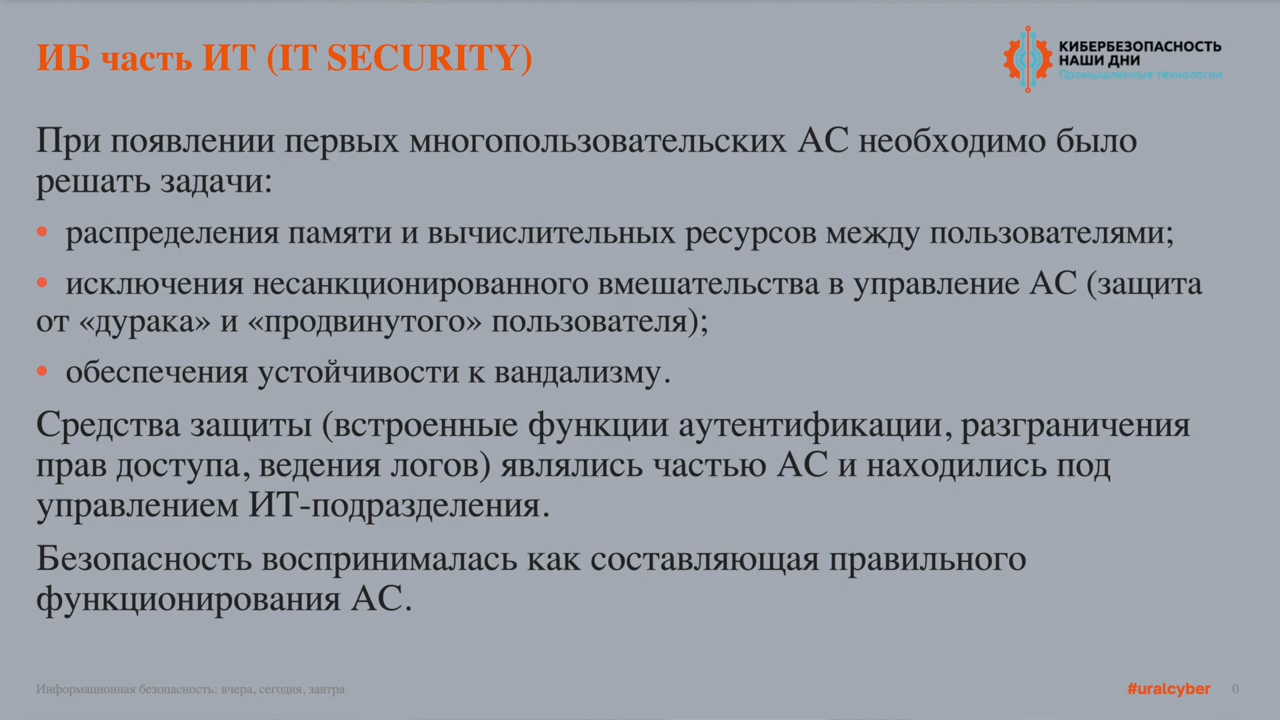 ИБ часть ИТ (IT SECURITY)
КИБЕРБЕЗОПАСНОСТЬ
НАШИ ДНИ
Промышленные технологии
При появлении первых многопользовательских АС необходимо было
решать задачи:
• распределения памяти и вычислительных ресурсов между пользователями;
• исключения несанкционированного вмешательства в управление АС (защита
от «дурака» и «продвинутого» пользователя);
• обеспечения устойчивости к вандализму.
Средства защиты (встроенные функции аутентификации, разграничения
прав доступа, ведения логов) являлись частью АС и находились под
управлением ИТ-подразделения.
Безопасность воспринималась как составляющая правильного
функционирования АС.
Информационная безопасность: вчера, сегодня, завтра
#uralcyber 0